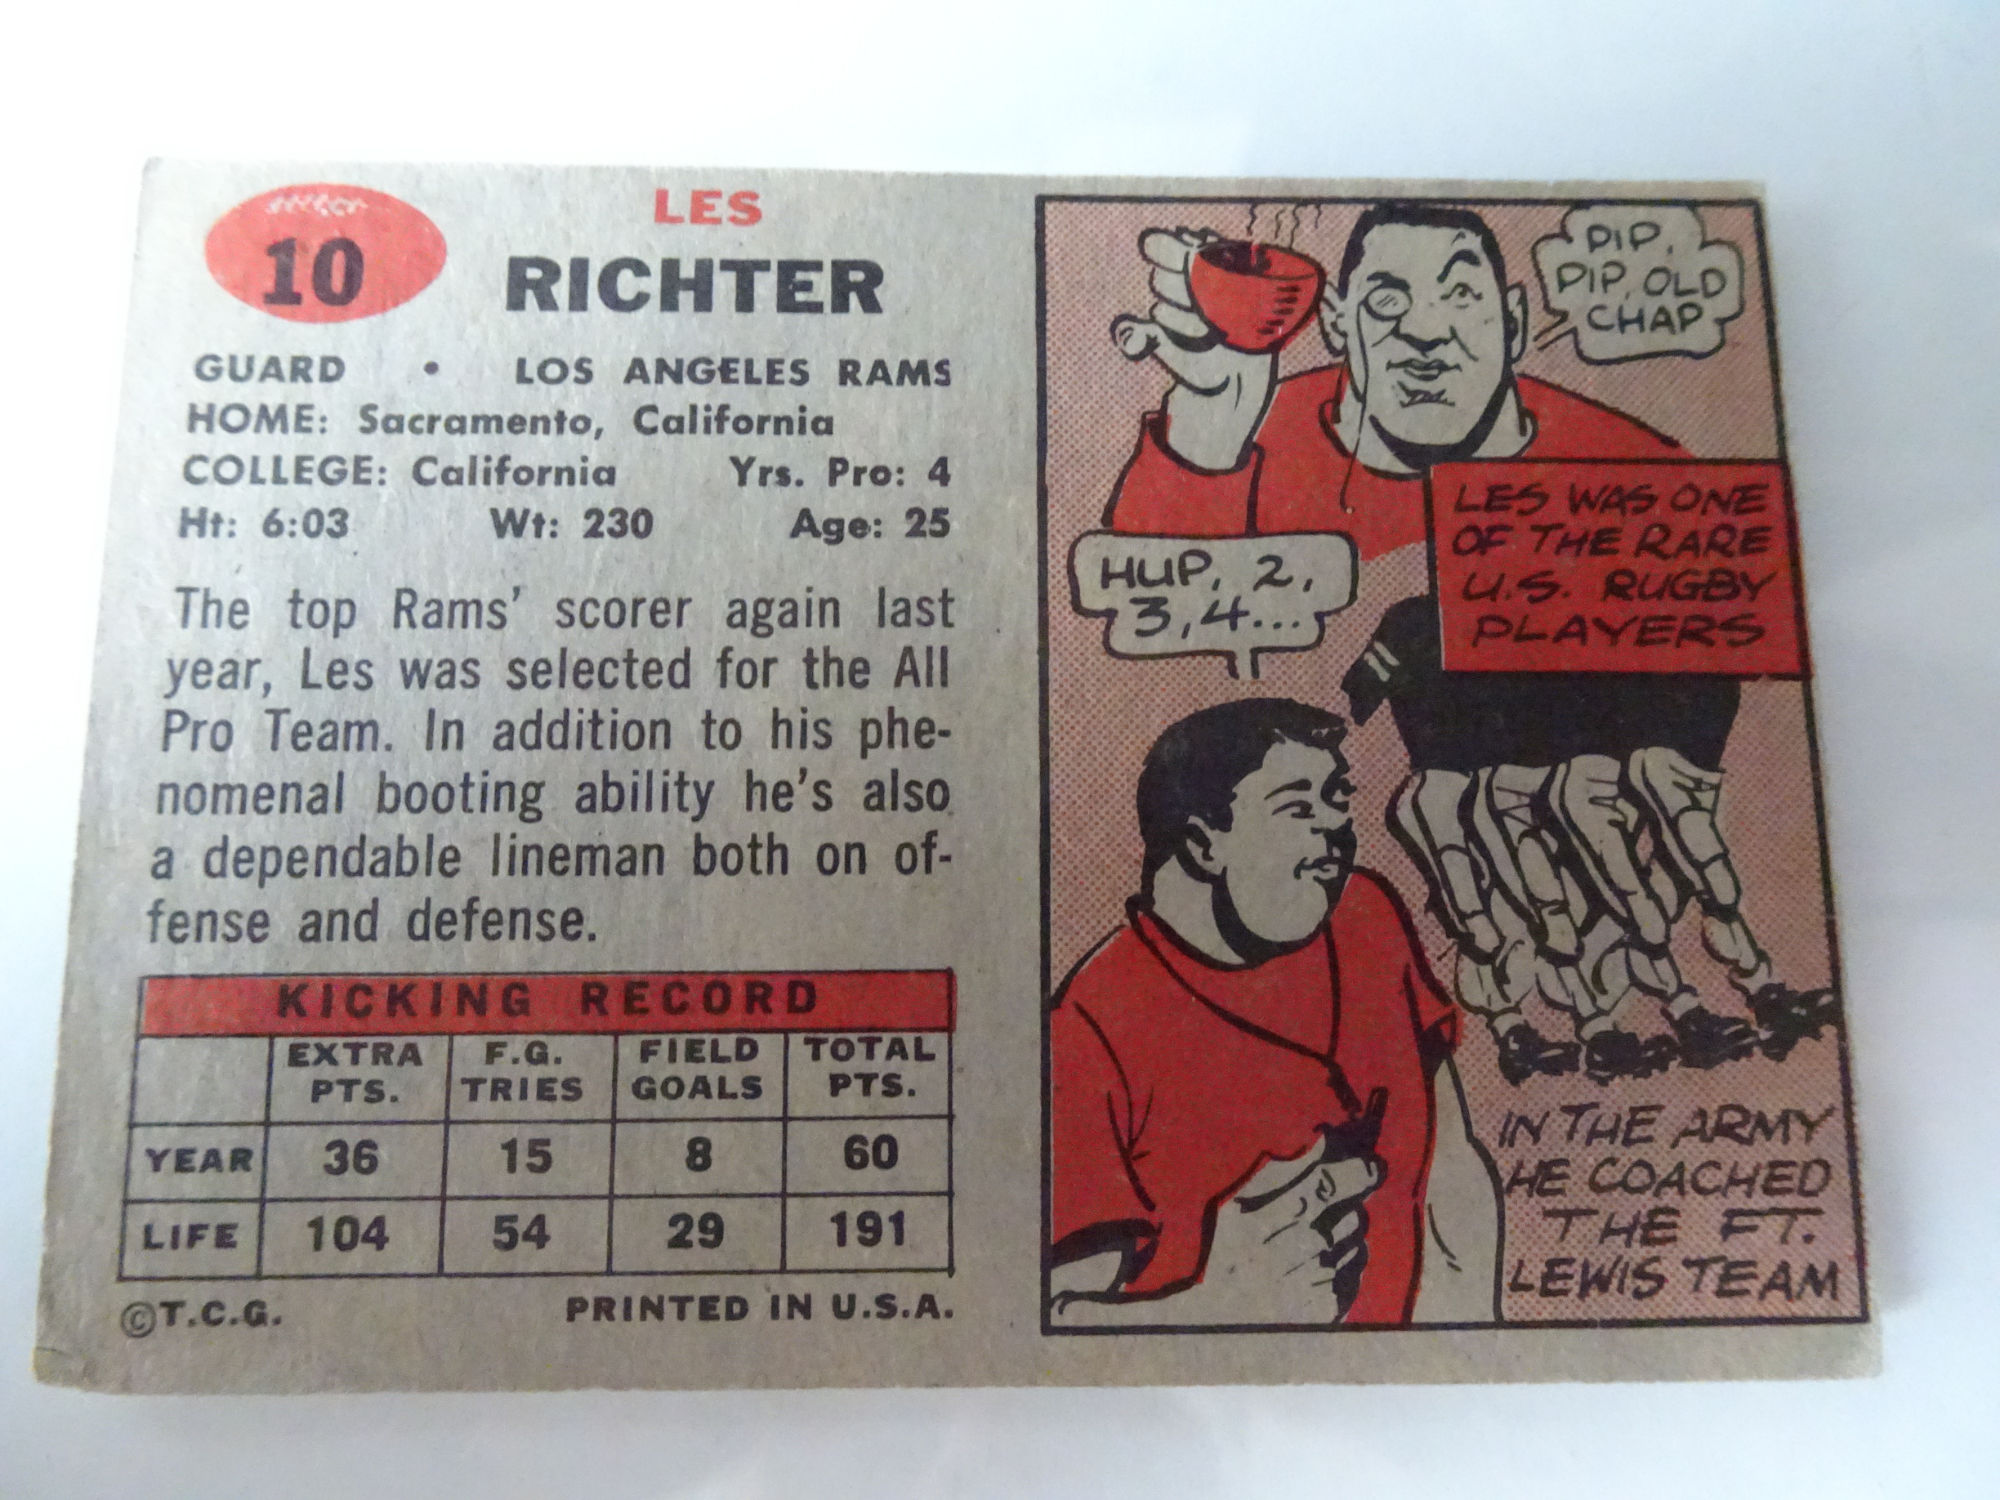 10
LES
RICHTER
GUARD • LOS ANGELES RAMS
HOME: Sacramento, California
COLLEGE: California Yrs. Pro: 4
Ht: 6:03 Wt: 230 Age: 25
The top Rams' scorer again last
year, Les was selected for the All
Pro Team. In addition to his phe-
nomenal booting ability he's also
a dependable lineman both on of-
fense and defense.
KICKING RECORD
EXTRA PTS. F.G. TRIES FIELD GOALS TOTAL PTS.
YEAR 36 15 8 60
LIFE 104 54 29 191
©T.C.G. PRINTED IN U.S.A.
PIP,
PIP, OLD
CHAP
LES WAS ONE
OF THE RARE
U.S. RUGBY
PLAYERS
HUP, 2,
3,4...
IN THE ARMY
HE COACHED
THE FT.
LEWIS TEAM